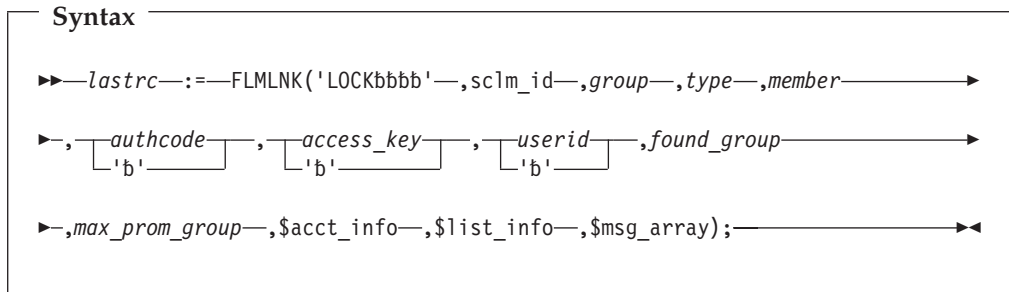 Syntax
lastrc := FLMLNK('LOCKƀƀƀƀ' ,sclm_id ,group ,type ,member
, authcode , access_key , userid ,found_group
'ƀ' 'ƀ' 'ƀ'
,max_prom_group ,$acct_info ,$list_info ,$msg_array);